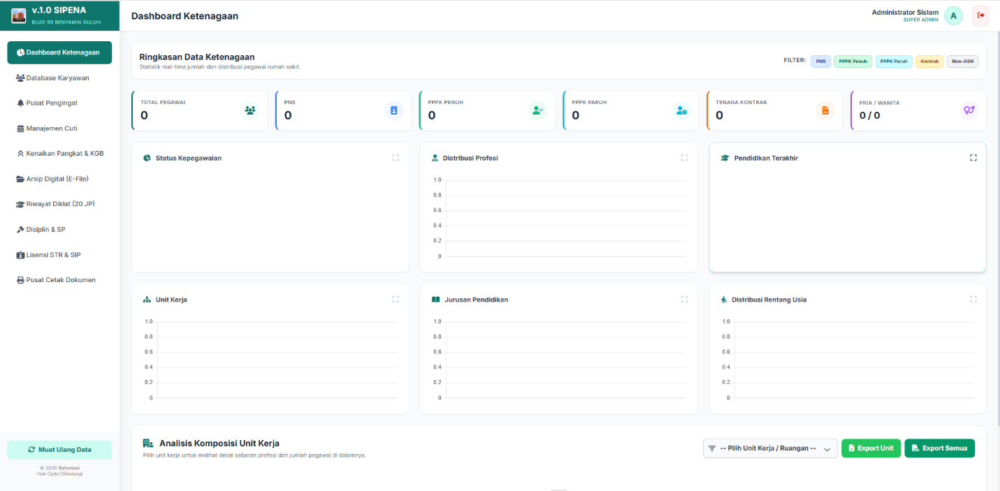 v.1.0 SIPENA
BLUD RS BENYAMIN GULUH
Dashboard Ketenagaan
Database Karyawan
Pusat Pengingat
Manajemen Cuti
Kenaikan Pangkat & KGB
Arsip Digital (E-File)
Riwayat Diklat (20 JP)
Disiplin & SP
Lisensi STR & SIP
Pusat Cetak Dokumen
Muat Ulang Data
© 2026 Rahmiani
Hak Cipta Dilindungi
Dashboard Ketenagaan
Administrator Sistem
SUPER ADMIN
A
Ringkasan Data Ketenagaan
Statistik real-time jumlah dan distribusi pegawai rumah sakit.
FILTER: PNS PPPK Penuh PPPK Paruh Kontrak Non-ASN
TOTAL PEGAWAI
0
PNS
0
PPPK PENUH
0
PPPK PARUH
0
TENAGA KONTRAK
0
PRIA / WANITA
0 / 0
Status Kepegawaian
Distribusi Profesi
1.0
0.8
0.6
0.4
0.2
0
Pendidikan Terakhir
Unit Kerja
1.0
0.8
0.6
0.4
0.2
0
Jurusan Pendidikan
1.0
0.8
0.6
0.4
0.2
0
Distribusi Rentang Usia
1.0
0.8
0.6
0.4
0.2
0
Analisis Komposisi Unit Kerja
Pilih unit kerja untuk melihat detail sebaran profesi dan jumlah pegawai di dalamnya.
-- Pilih Unit Kerja / Ruangan --
Export Unit
Export Semua